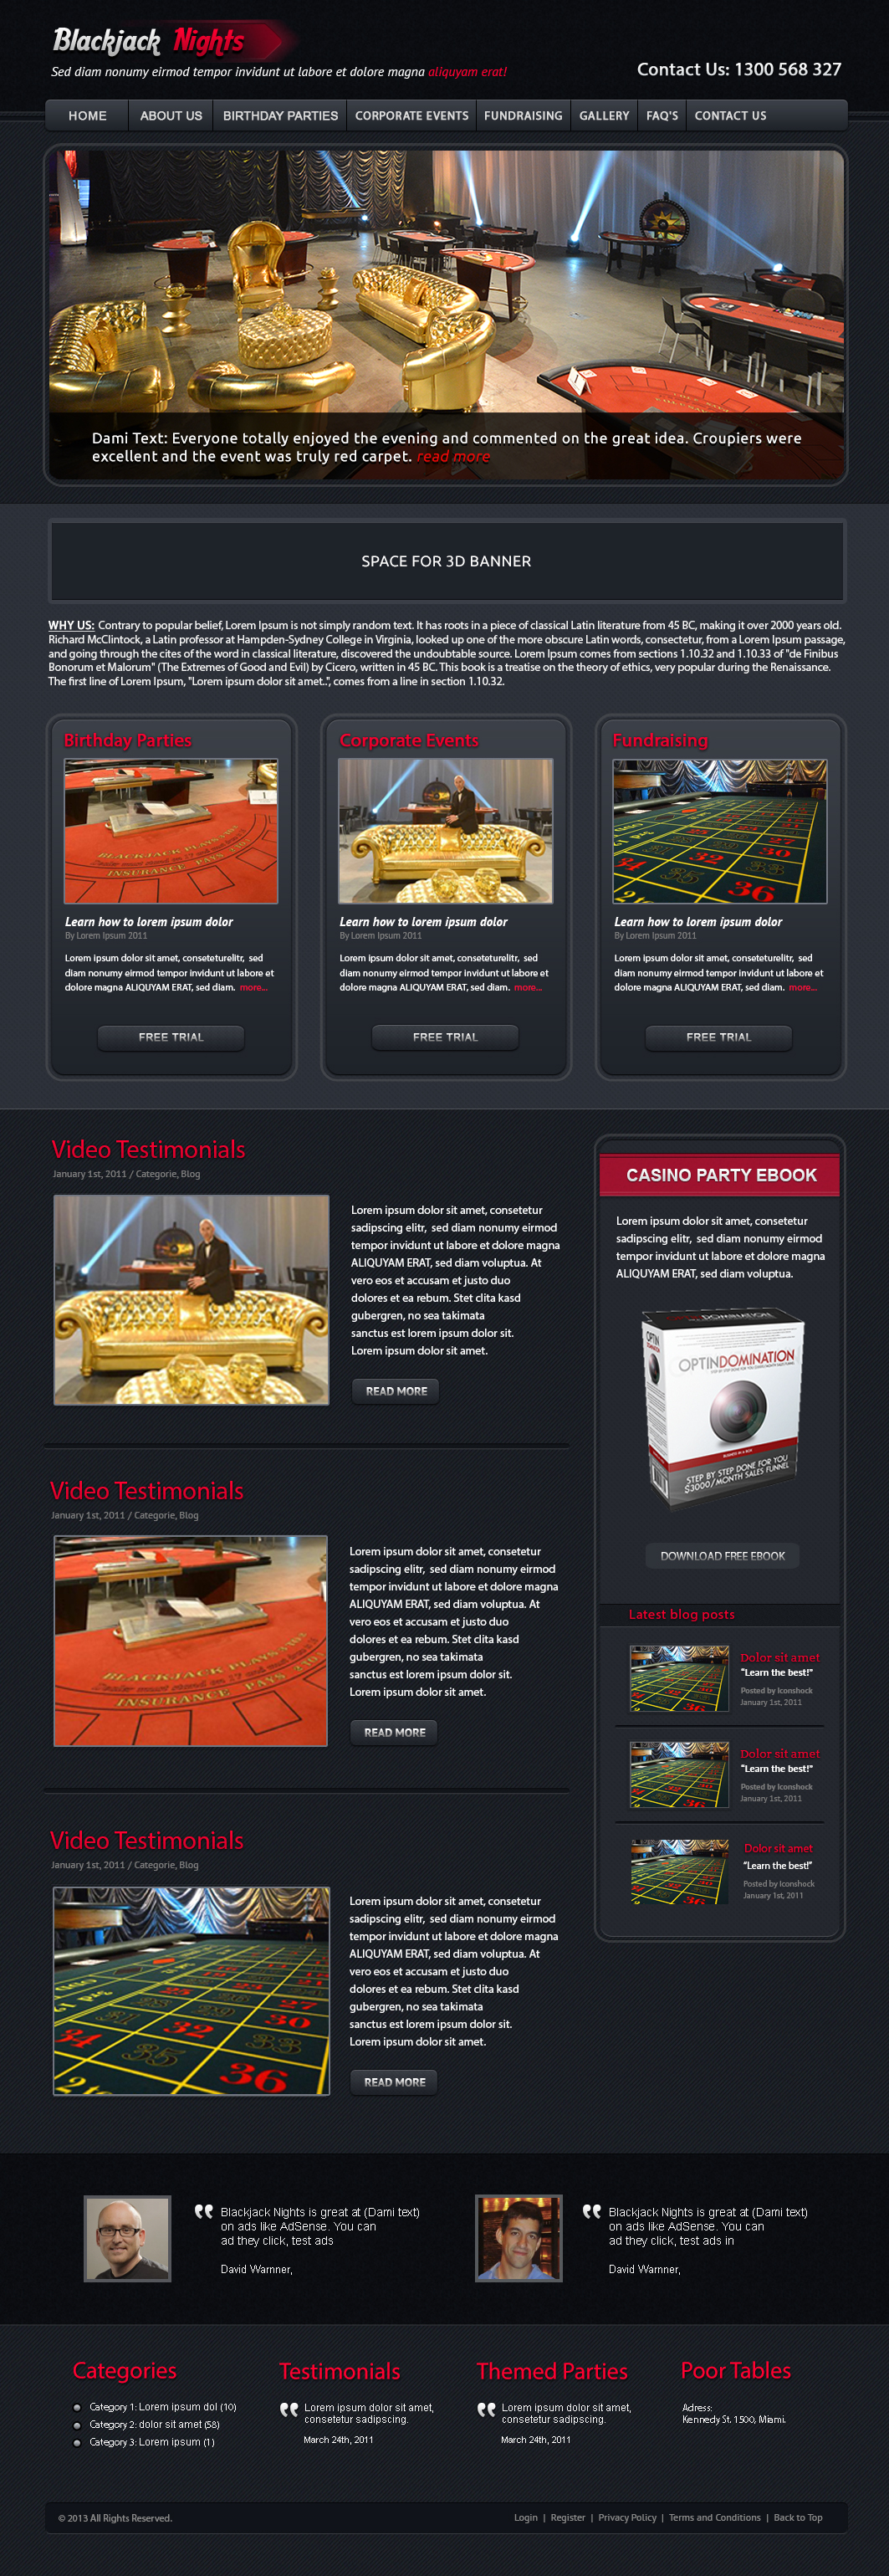 Blackjack Nights
Sed diam nonumy eirmod tempor invidunt ut labore et dolore magna aliquyam erat!
Contact Us: 1300 568 327
HOME
ABOUT US
BIRTHDAY PARTIES
CORPORATE EVENTS
FUNDRAISING
GALLERY
FAQ'S
CONTACT US
Dami Text: Everyone totally enjoyed the evening and commented on the great idea. Croupiers were
excellent and the event was truly red carpet. read more
SPACE FOR 3D BANNER
WHY US: Contrary to popular belief, Lorem Ipsum is not simply random text. It has roots in a piece of classical Latin literature from 45 BC, making it over 2000 years old.
Richard McClintock, a Latin professor at Hampden-Sydney College in Virginia, looked up one of the more obscure Latin words, consectetur, from a Lorem Ipsum passage,
and going through the cites of the word in classical literature, discovered the undoubtable source. Lorem Ipsum comes from sections 1.10.32 and 1.10.33 of "de Finibus
Bonorum et Malorum" (The Extremes of Good and Evil) by Cicero, written in 45 BC. This book is a treatise on the theory of ethics, very popular during the Renaissance.
The first line of Lorem Ipsum, "Lorem ipsum dolor sit amet..", comes from a line in section 1.10.32.
Birthday Parties
BLACKJACK PAYS 3 TO 2
INSURANCE PAYS 2 TO 1
Learn how to lorem ipsum dolor
By Lorem Ipsum 2011
Lorem ipsum dolor sit amet, conseteturelitr, sed
diam nonumy eirmod tempor invidunt ut labore et
dolore magna ALIQUYAM ERAT, sed diam. more...
FREE TRIAL
Corporate Events
Learn how to lorem ipsum dolor
By Lorem Ipsum 2011
Lorem ipsum dolor sit amet, conseteturelitr, sed
diam nonumy eirmod tempor invidunt ut labore et
dolore magna ALIQUYAM ERAT, sed diam. more...
FREE TRIAL
Fundraising
36
Learn how to lorem ipsum dolor
By Lorem Ipsum 2011
Lorem ipsum dolor sit amet, conseteturelitr, sed
diam nonumy eirmod tempor invidunt ut labore et
dolore magna ALIQUYAM ERAT, sed diam. more...
FREE TRIAL
Video Testimonials
January 1st, 2011 / Categorie, Blog
Lorem ipsum dolor sit amet, consetetur
sadipscing elitr, sed diam nonumy eirmod
tempor invidunt ut labore et dolore magna
ALIQUYAM ERAT, sed diam voluptua. At
vero eos et accusam et justo duo
dolores et ea rebum. Stet clita kasd
gubergren, no sea takimata
sanctus est lorem ipsum dolor sit.
Lorem ipsum dolor sit amet.
READ MORE
Video Testimonials
January 1st, 2011 / Categorie, Blog
BLACKJACK PAYS 3 TO 2
INSURANCE PAYS 2 TO 1
Lorem ipsum dolor sit amet, consetetur
sadipscing elitr, sed diam nonumy eirmod
tempor invidunt ut labore et dolore magna
ALIQUYAM ERAT, sed diam voluptua. At
vero eos et accusam et justo duo
dolores et ea rebum. Stet clita kasd
gubergren, no sea takimata
sanctus est lorem ipsum dolor sit.
Lorem ipsum dolor sit amet.
READ MORE
Video Testimonials
January 1st, 2011 / Categorie, Blog
34 35 36
Lorem ipsum dolor sit amet, consetetur
sadipscing elitr, sed diam nonumy eirmod
tempor invidunt ut labore et dolore magna
ALIQUYAM ERAT, sed diam voluptua. At
vero eos et accusam et justo duo
dolores et ea rebum. Stet clita kasd
gubergren, no sea takimata
sanctus est lorem ipsum dolor sit.
Lorem ipsum dolor sit amet.
READ MORE
CASINO PARTY EBOOK
Lorem ipsum dolor sit amet, consetetur
sadipscing elitr, sed diam nonumy eirmod
tempor invidunt ut labore et dolore magna
ALIQUYAM ERAT, sed diam voluptua.
OPTINDOMINATION
STEP BY STEP DONE FOR YOU
$3000/MONTH SALES FUNNEL
DOWNLOAD FREE EBOOK
Latest blog posts
Dolor sit amet
"Learn the best!"
Posted by Iconshock
January 1st, 2011
Dolor sit amet
"Learn the best!"
Posted by Iconshock
January 1st, 2011
Dolor sit amet
"Learn the best!"
Posted by Iconshock
January 1st, 2011
Blackjack Nights is great at (Dami text)
on ads like AdSense. You can
ad they click, test ads
David Warnner,
Blackjack Nights is great at (Dami text)
on ads like AdSense. You can
ad they click, test ads in
David Warnner,
Categories
Category 1: Lorem ipsum dol (10)
Category 2: dolor sit amet (58)
Category 3: Lorem ipsum (1)
Testimonials
Lorem ipsum dolor sit amet,
consetetur sadipscing.
March 24th, 2011
Themed Parties
Lorem ipsum dolor sit amet,
consetetur sadipscing.
March 24th, 2011
Poor Tables
Adress:
Kennedy St. 1500, Miami.
© 2013 All Rights Reserved.
Login | Register | Privacy Policy | Terms and Conditions | Back to Top